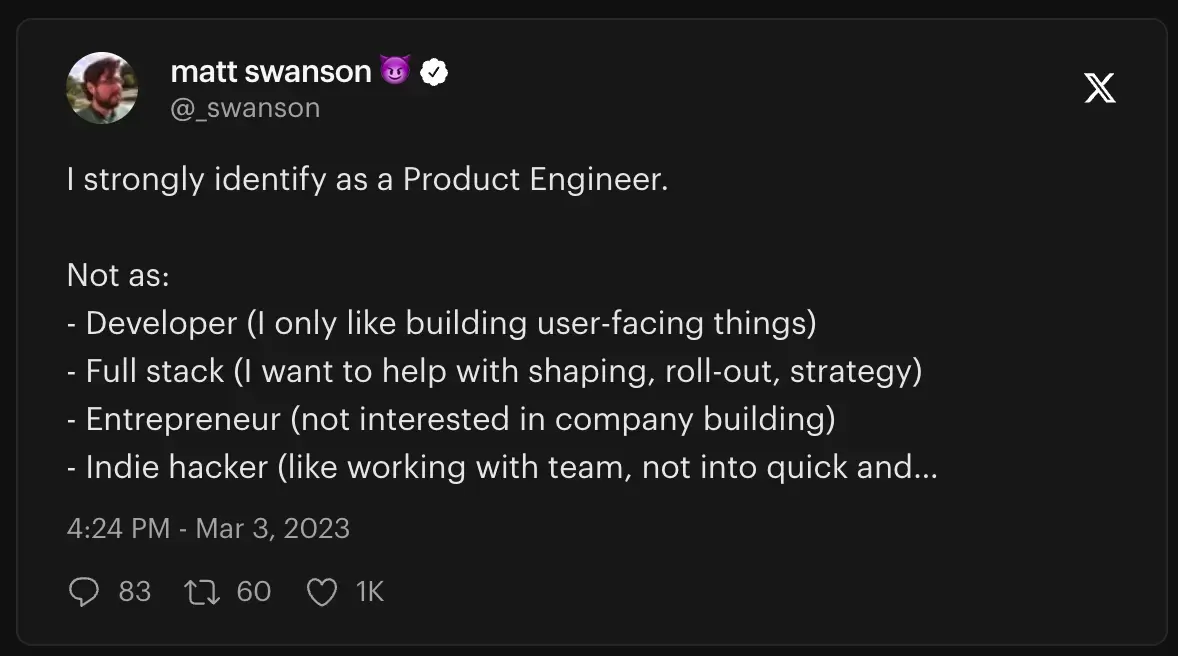 matt swanson😈
@_swanson
I strongly identify as a Product Engineer.
Not as:
- Developer (I only like building user-facing things)
- Full stack (I want to help with shaping, roll-out, strategy)
- Entrepreneur (not interested in company building)
- Indie hacker (like working with team, not into quick and...
4:24 PM - Mar 3, 2023
83 60 1K